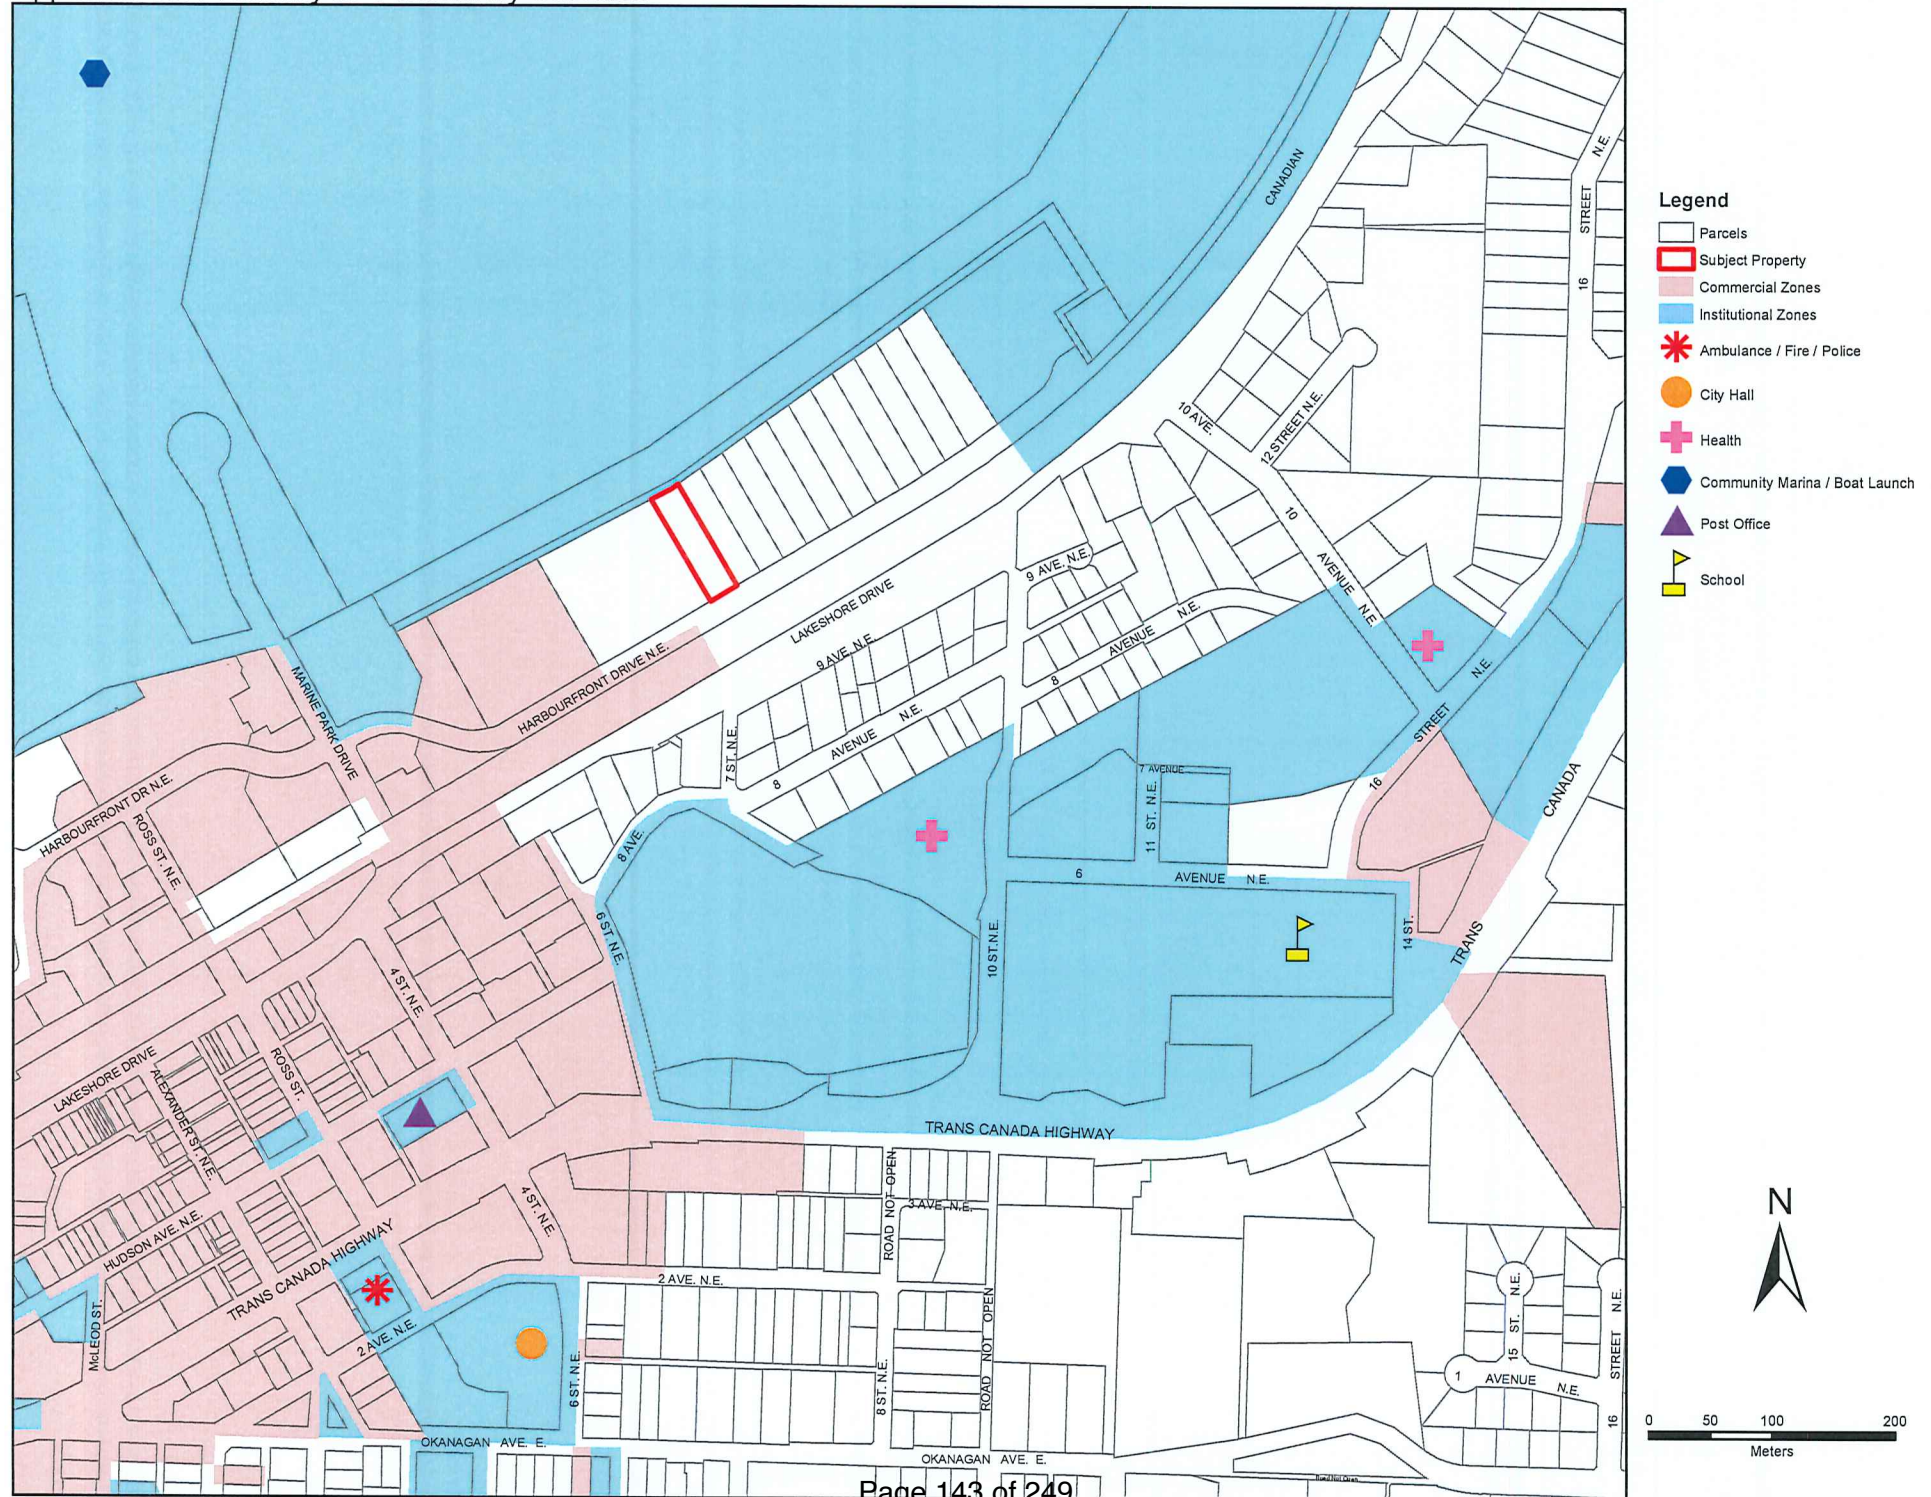 CANADIAN
N.E.
STREET
16
10 AVE.
12 STREET N.E.
10
AVENUE
N.E.
9 AVE. N.E.
LAKESHORE DRIVE
N.E.
AVENUE
8
9 AVE. N.E.
HARBOURFRONT DRIVE N.E.
MARINE PARK DRIVE
N.E.
STREET
16
N.E.
AVENUE
8
7 ST. N.E.
7 AVENUE
11 ST. N.E.
CANADA
HARBOURFRONT DR N.E.
ROSS ST. N.E.
8 AVE.
6
AVENUE N.E.
6 ST. N.E.
10 ST.N.E.
14 ST.
TRANS
4 ST. N.E.
LAKESHORE DRIVE
ALEXANDER ST. N.E.
ROSS ST.
TRANS CANADA HIGHWAY
ROAD NOT OPEN
3 AVE. N.E.
4 ST. N.E.
HUDSON AVE. N.E.
TRANS CANADA HIGHWAY
2 AVE. N.E.
McLEOD ST.
2 AVE. N.E.
6 ST. N.E.
8 ST. N.E.
ROAD NOT OPEN
15 ST. N.E.
1 AVENUE N.E.
16 STREET N.E.
OKANAGAN AVE. E.
OKANAGAN AVE. E.
Road Not Open
Page 143 of 249
Legend
Parcels
Subject Property
Commercial Zones
Institutional Zones
Ambulance / Fire / Police
City Hall
Health
Community Marina / Boat Launch
Post Office
School
N
0 50 100 200
Meters